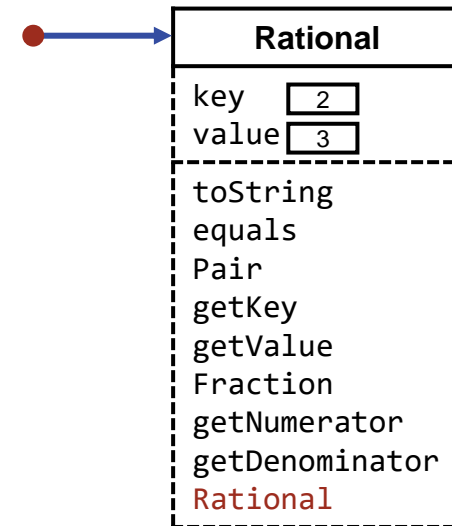 Rational
key 2
value 3
toString
equals
Pair
getKey
getValue
Fraction
getNumerator
getDenominator
Rational